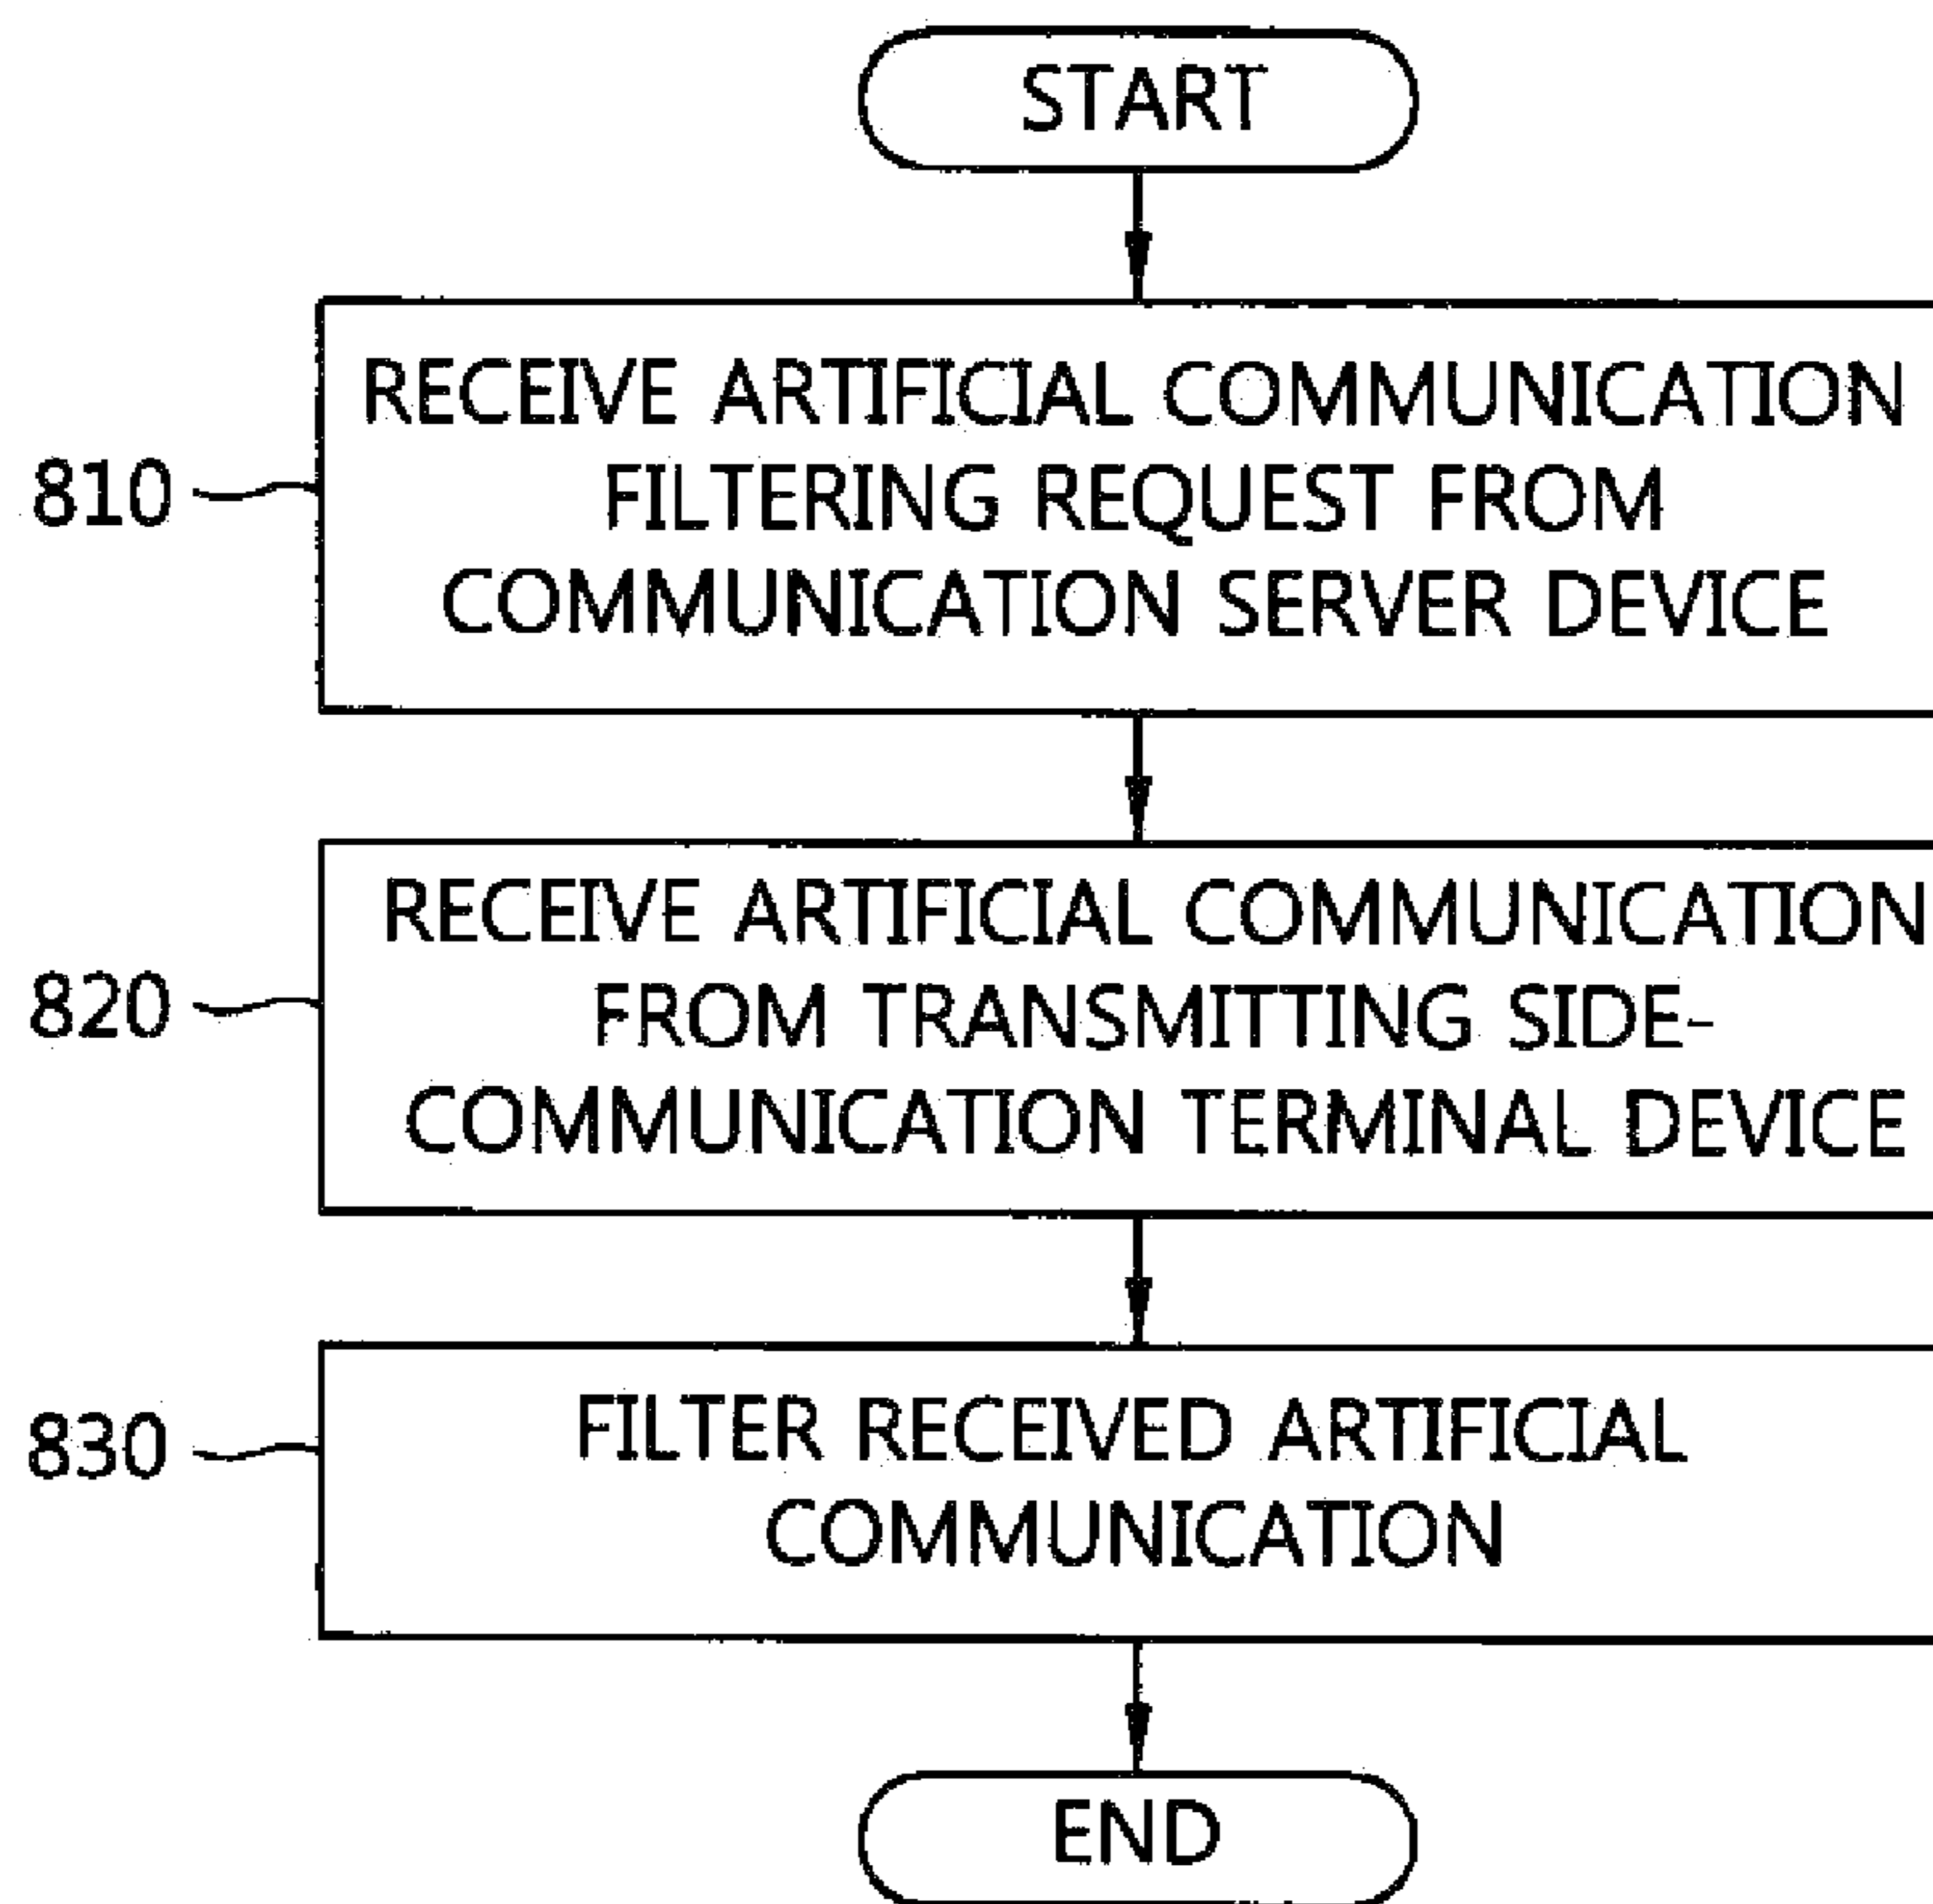 START
RECEIVE ARTIFICIAL COMMUNICATION
FILTERING REQUEST FROM
COMMUNICATION SERVER DEVICE
810
RECEIVE ARTIFICIAL COMMUNICATION
FROM TRANSMITTING SIDE-
COMMUNICATION TERMINAL DEVICE
820
FILTER RECEIVED ARTIFICIAL
COMMUNICATION
830
END